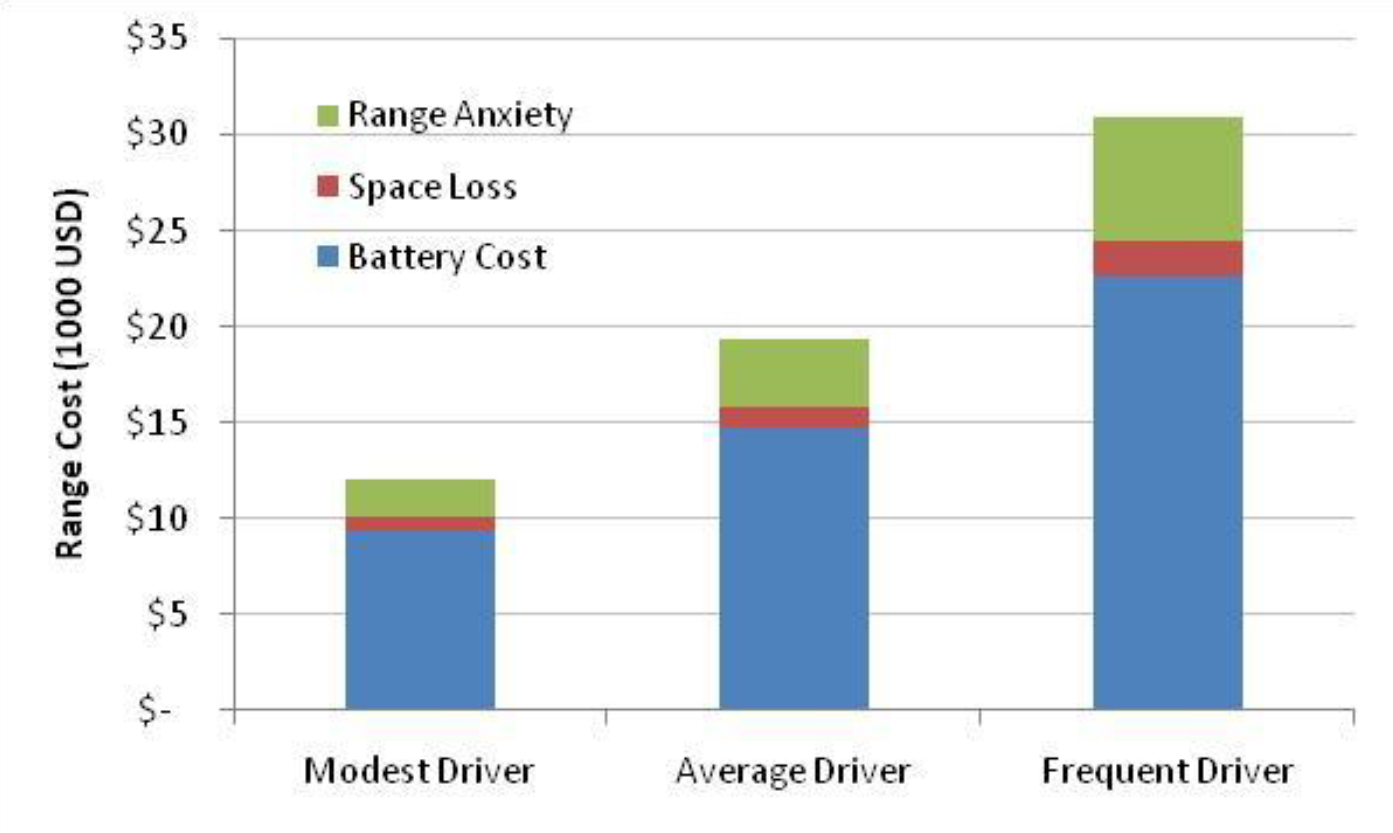 $35
$30
$25
$20
$15
$10
$5
$-
Range Cost (1000 USD)
Range Anxiety
Space Loss
Battery Cost
Modest Driver
Average Driver
Frequent Driver